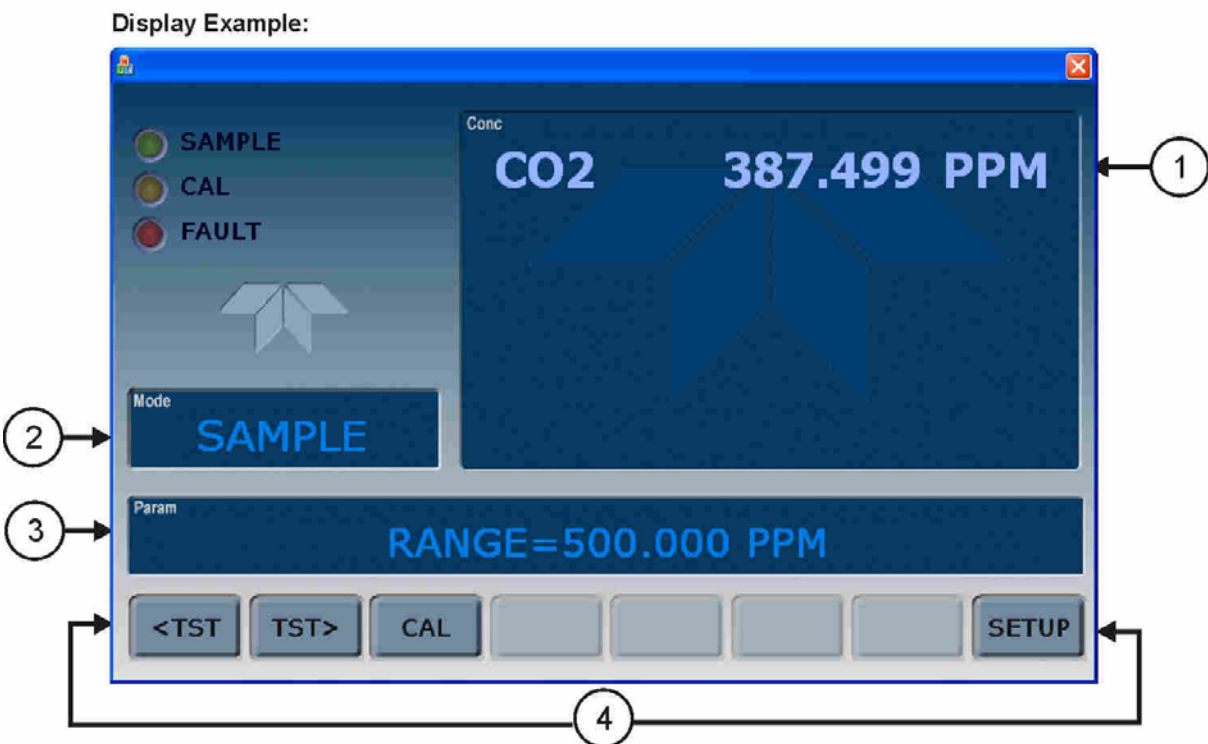 Display Example:
SAMPLE
CAL
FAULT
Conc
CO2 387.499 PPM
1
Mode
SAMPLE
2
Param
RANGE=500.000 PPM
3
<TST TST> CAL SETUP
4